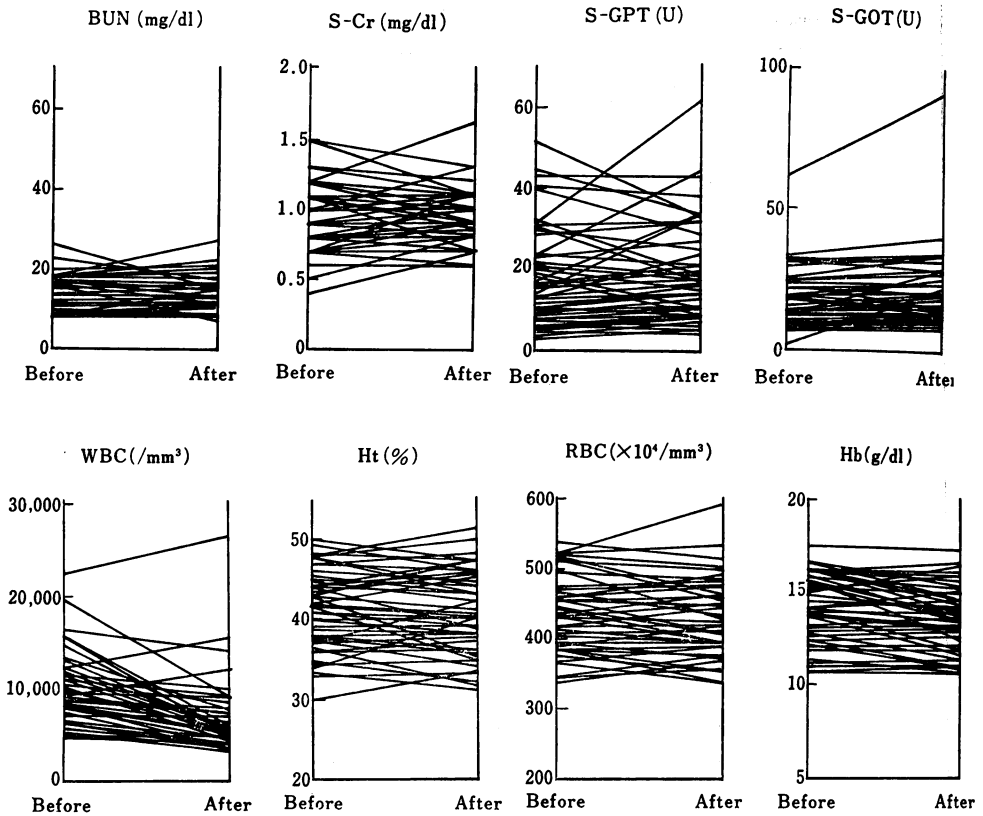 BUN (mg/dl)
S-Cr (mg/dl)
S-GPT (U)
S-GOT (U)
60
40
20
0
Before
After
2.0
1.5
1.0
0.5
0
Before
After
60
40
20
0
Before
After
100
50
0
Before
After
WBC (/mm³)
Ht (%)
RBC (×10⁴/mm³)
Hb (g/dl)
30,000
20,000
10,000
0
Before
After
50
40
30
20
Before
After
600
500
400
300
200
Before
After
20
15
10
5
Before
After